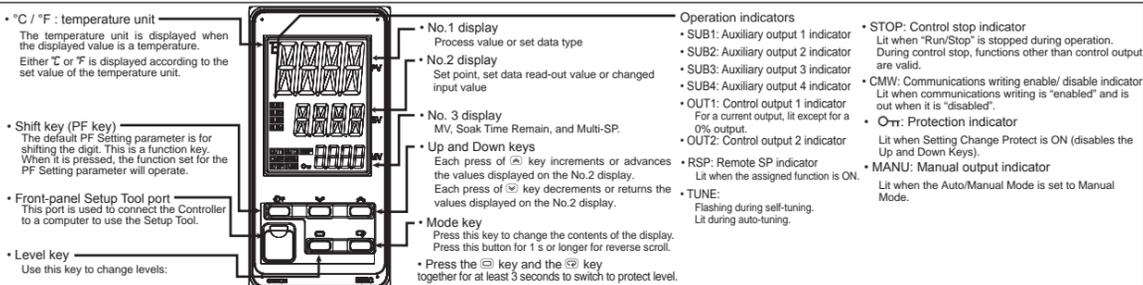 • °C / °F : temperature unit
The temperature unit is displayed when
the displayed value is a temperature.
Either ℃ or ℉ is displayed according to the
set value of the temperature unit.
• Shift key (PF key)
The default PF Setting parameter is for
shifting the digit. This is a function key.
When it is pressed, the function set for the
PF Setting parameter will operate.
• Front-panel Setup Tool port
This port is used to connect the Controller
to a computer to use the Setup Tool.
• Level key
Use this key to change levels:
PV
SV
MV
• No.1 display
Process value or set data type
• No.2 display
Set point, set data read-out value or changed
input value
• No. 3 display
MV, Soak Time Remain, and Multi-SP.
• Up and Down keys
Each press of key increments or advances
the values displayed on the No.2 display.
Each press of key decrements or returns the
values displayed on the No.2 display.
• Mode key
Press this key to change the contents of the display.
Press this button for 1 s or longer for reverse scroll.
• Press the key and the key
together for at least 3 seconds to switch to protect level.
Operation indicators
• SUB1: Auxiliary output 1 indicator
• SUB2: Auxiliary output 2 indicator
• SUB3: Auxiliary output 3 indicator
• SUB4: Auxiliary output 4 indicator
• OUT1: Control output 1 indicator
For a current output, lit except for a
0% output.
• OUT2: Control output 2 indicator
• RSP: Remote SP indicator
Lit when the assigned function is ON.
• TUNE:
Flashing during self-tuning.
Lit during auto-tuning.
• STOP: Control stop indicator
Lit when “Run/Stop” is stopped during operation.
During control stop, functions other than control output
are valid.
• CMW: Communications writing enable/ disable indicator
Lit when communications writing is “enabled” and is
out when it is “disabled”.
• : Protection indicator
Lit when Setting Change Protect is ON (disables the
Up and Down Keys).
• MANU: Manual output indicator
Lit when the Auto/Manual Mode is set to Manual
Mode.